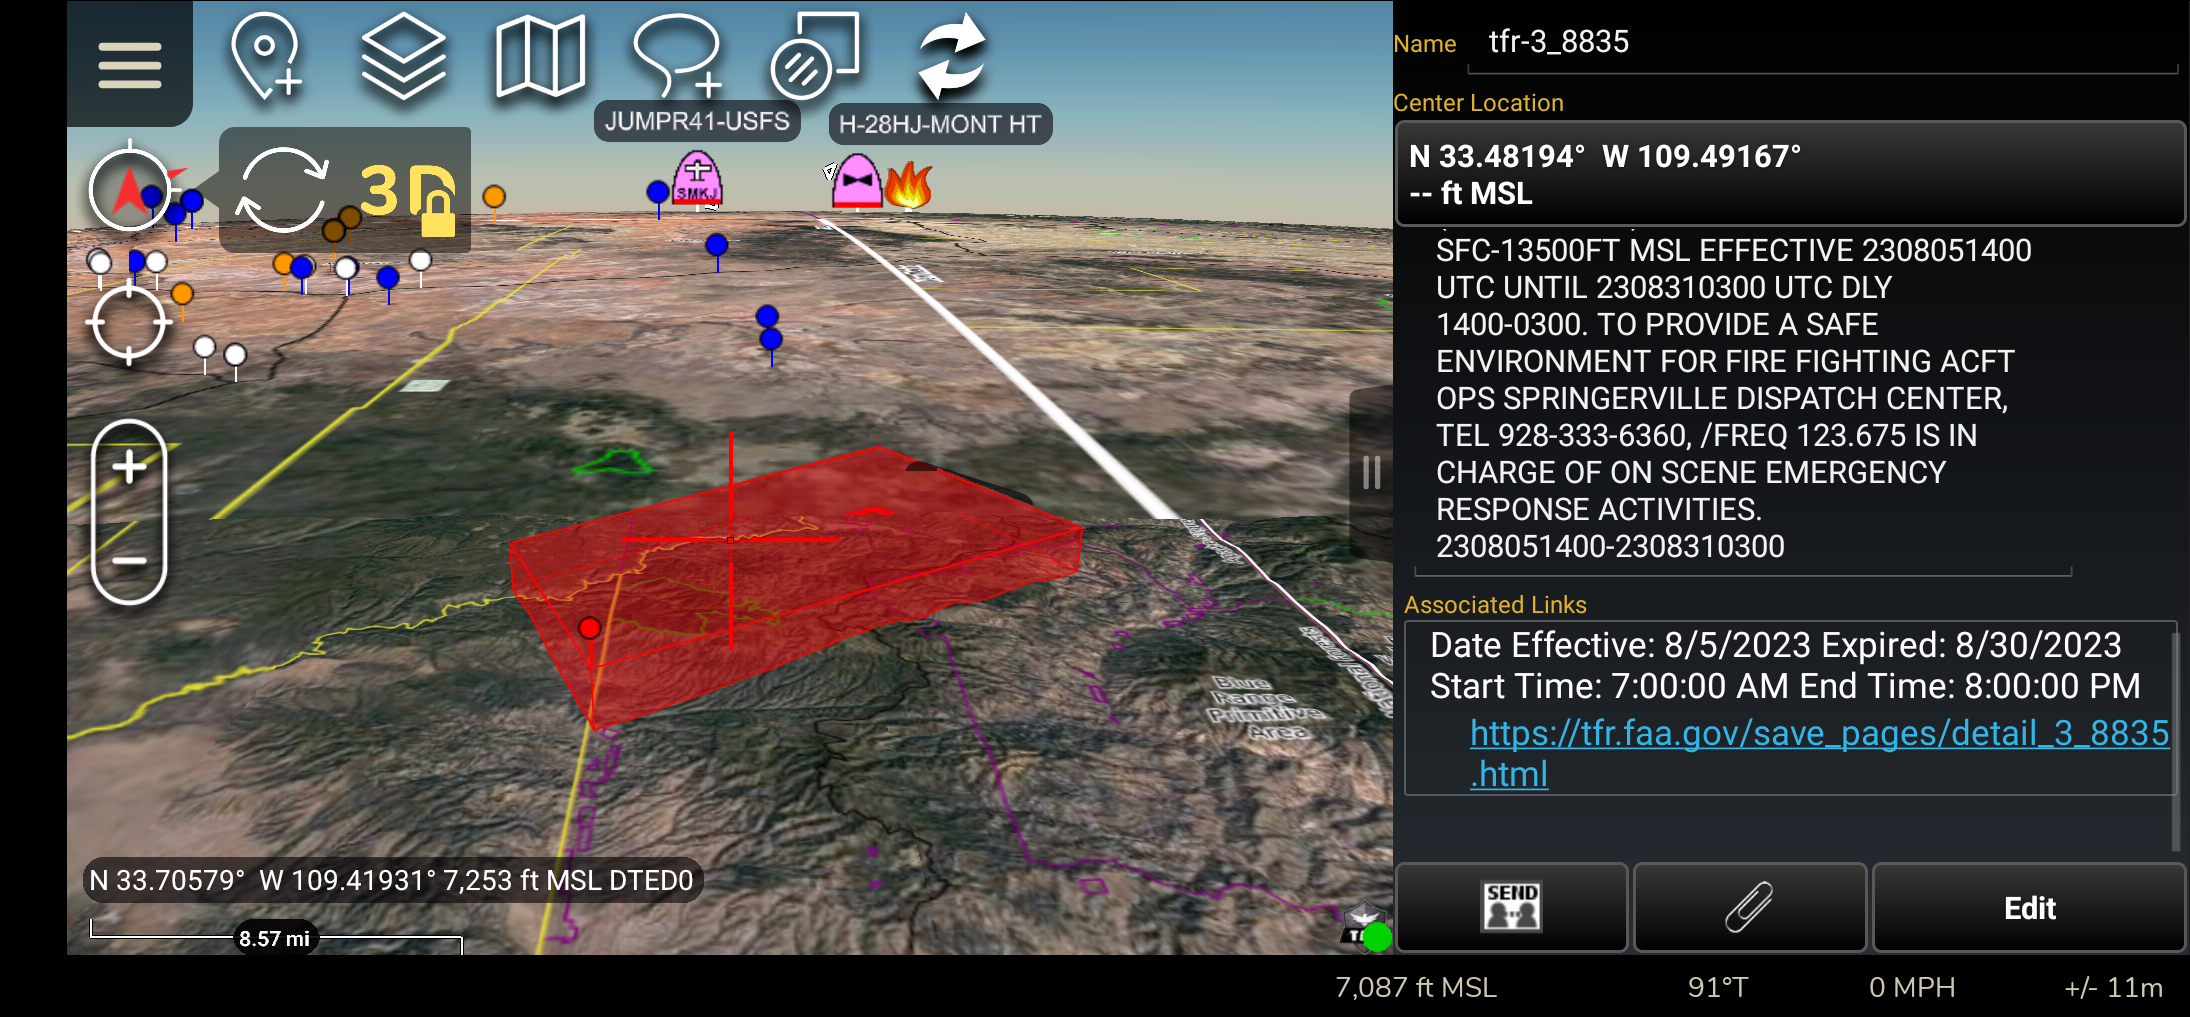 JUMPR41-USFS
H-28HJ-MONT HT
SMKJ
3D
Blue
Range
Primitive
Area
N 33.70579°  W 109.41931° 7,253 ft MSL DTED0
8.57 mi
Name tfr-3_8835
Center Location
N 33.48194°  W 109.49167°
-- ft MSL
SFC-13500FT MSL EFFECTIVE 2308051400
UTC UNTIL 2308310300 UTC DLY
1400-0300. TO PROVIDE A SAFE
ENVIRONMENT FOR FIRE FIGHTING ACFT
OPS SPRINGERVILLE DISPATCH CENTER,
TEL 928-333-6360, /FREQ 123.675 IS IN
CHARGE OF ON SCENE EMERGENCY
RESPONSE ACTIVITIES.
2308051400-2308310300
Associated Links
Date Effective: 8/5/2023 Expired: 8/30/2023
Start Time: 7:00:00 AM End Time: 8:00:00 PM
https://tfr.faa.gov/save_pages/detail_3_8835
.html
SEND
Edit
7,087 ft MSL 91°T 0 MPH +/- 11m